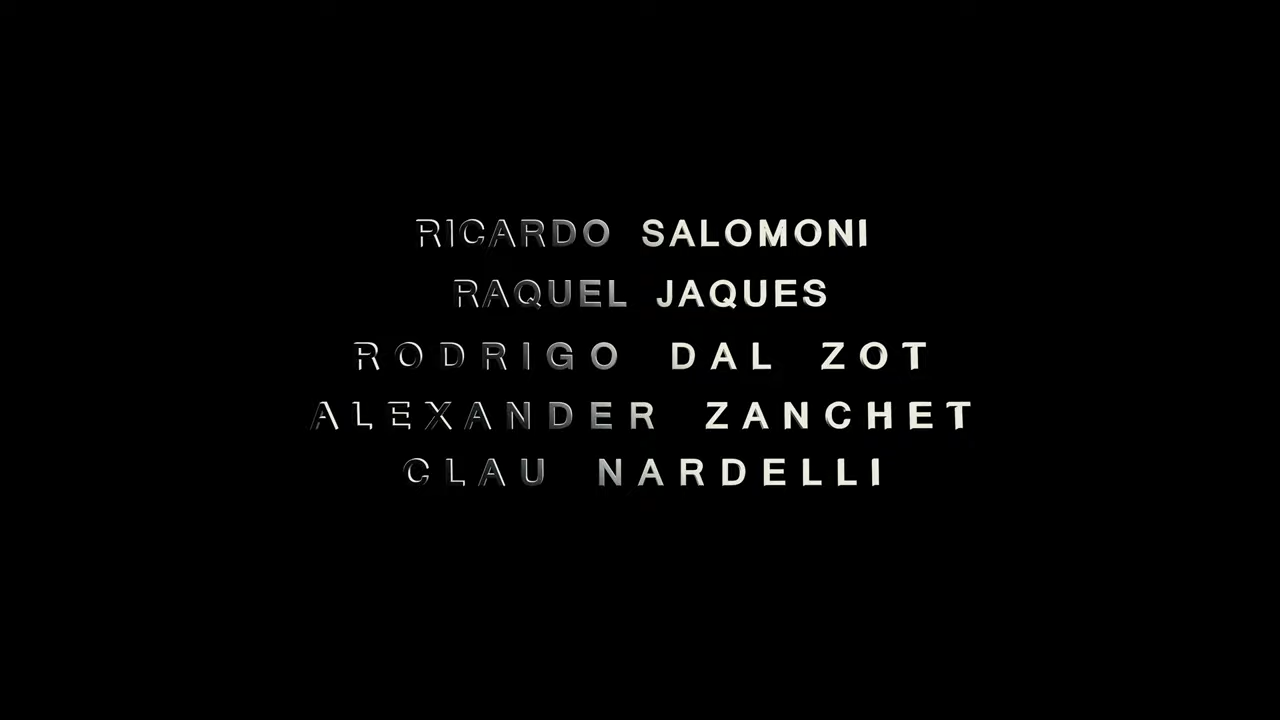 RICARDO SALOMONI
RAQUEL JAQUES
RODRIGO DAL ZOT
ALEXANDER ZANCHET
CLAU NARDELLI